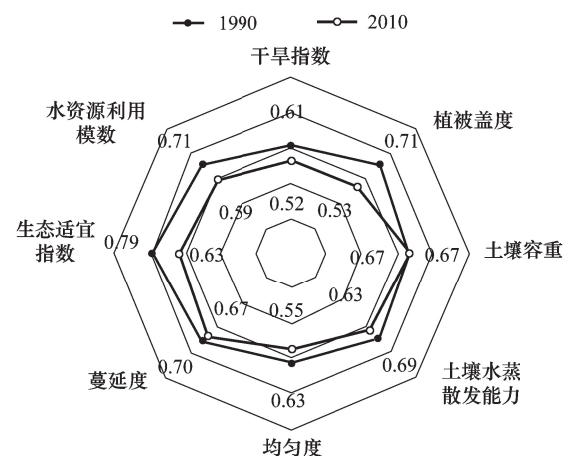 1990 2010
干旱指数
水资源利用
模数
植被盖度
0.61
0.71
0.71
0.59
0.52
0.53
生态适宜
指数
0.79
0.63
0.67
0.67
土壤容重
0.67
0.55
0.63
蔓延度
0.70
0.63
0.69
土壤水蒸
散发能力
均匀度